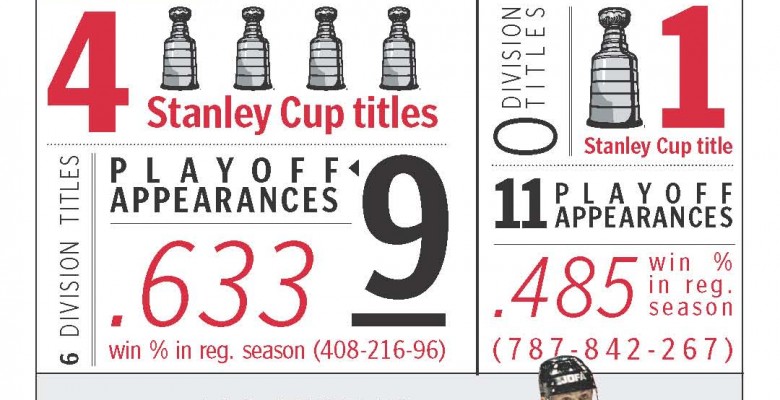 4
Stanley Cup titles
6 DIVISION TITLES
PLAYOFF
APPEARANCES
9
.633
win % in reg. season (408-216-96)
0 DIVISION
TITLES
1
Stanley Cup title
11 PLAYOFF
APPEARANCES
.485
win %
in reg.
season
(787-842-267)
JOFA